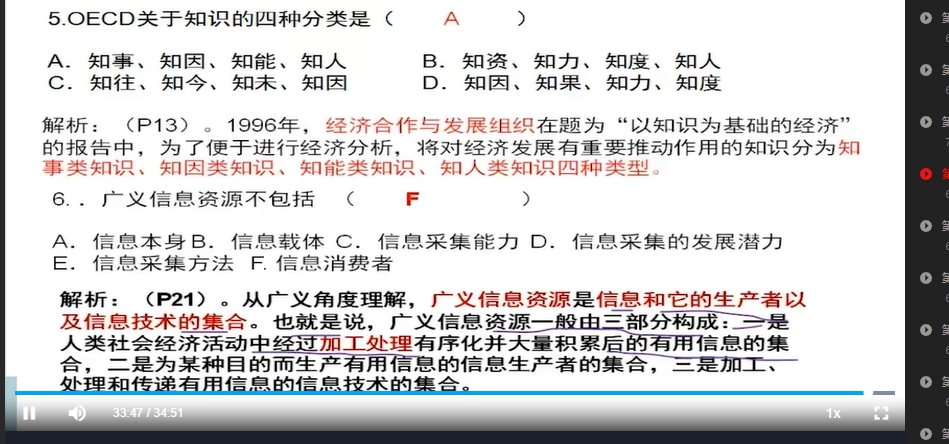 5.OECD关于知识的四种分类是（ A ）
A．知事、知因、知能、知人 B．知资、知力、知度、知人
C．知往、知今、知未、知因 D．知因、知果、知力、知度
解析：（P13）。1996年，经济合作与发展组织在题为“以知识为基础的经济”
的报告中，为了便于进行经济分析，将对经济发展有重要推动作用的知识分为知
事类知识、知因类知识、知能类知识、知人类知识四种类型。
6．．广义信息资源不包括 （ F ）
A．信息本身 B．信息载体 C．信息采集能力 D．信息采集的发展潜力
E．信息采集方法 F. 信息消费者
解析：（P21）。从广义角度理解，广义信息资源是信息和它的生产者以
及信息技术的集合。也就是说，广义信息资源一般由三部分构成：一是
人类社会经济活动中经过加工处理有序化并大量积累后的有用信息的集
合，二是为某种目的而生产有用信息的信息生产者的集合，三是加工、
处理和传递有用信息的信息技术的集合。
33:47 / 34:51 1x